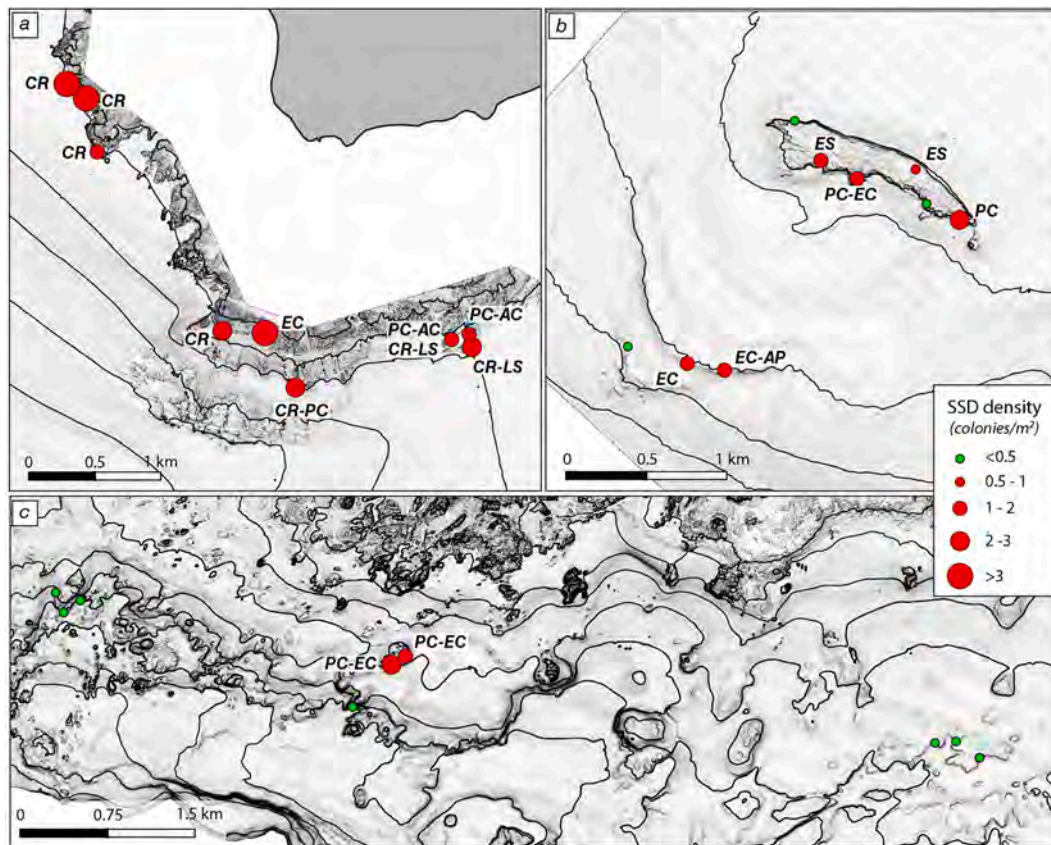 a
CR
CR
CR
CR
EC
PC-AC
PC-AC
CR-LS
CR-LS
CR-PC
0 0.5 1 km
b
ES
ES
PC-EC
PC
EC-AP
EC
0 0.5 1 km
SSD density
(colonies/m²)
<0.5
0.5 - 1
1 - 2
2 - 3
>3
c
PC-EC
PC-EC
0 0.75 1.5 km